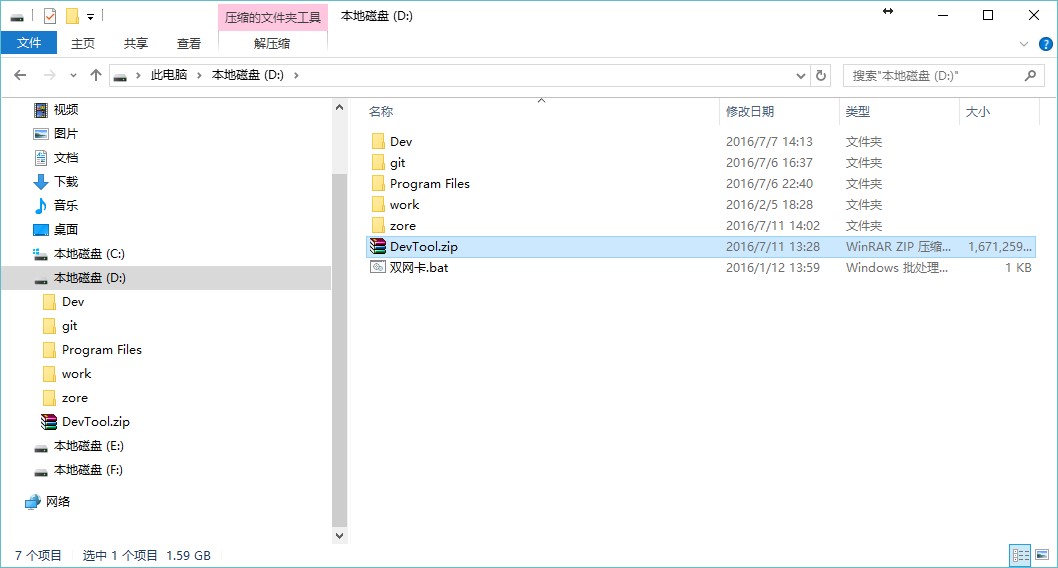 压缩的文件夹工具 本地磁盘 (D:)
文件 主页 共享 查看 解压缩
此电脑 本地磁盘 (D:) 搜索"本地磁盘 (D:)"
视频
图片
文档
下载
音乐
桌面
本地磁盘 (C:)
本地磁盘 (D:)
Dev
git
Program Files
work
zore
DevTool.zip
本地磁盘 (E:)
本地磁盘 (F:)
网络
名称 修改日期 类型 大小
Dev 2016/7/7 14:13 文件夹
git 2016/7/6 16:37 文件夹
Program Files 2016/7/6 22:40 文件夹
work 2016/2/5 18:28 文件夹
zore 2016/7/11 14:02 文件夹
DevTool.zip 2016/7/11 13:28 WinRAR ZIP 压缩... 1,671,259...
双网卡.bat 2016/1/12 13:59 Windows 批处理... 1 KB
7 个项目 选中 1 个项目 1.59 GB